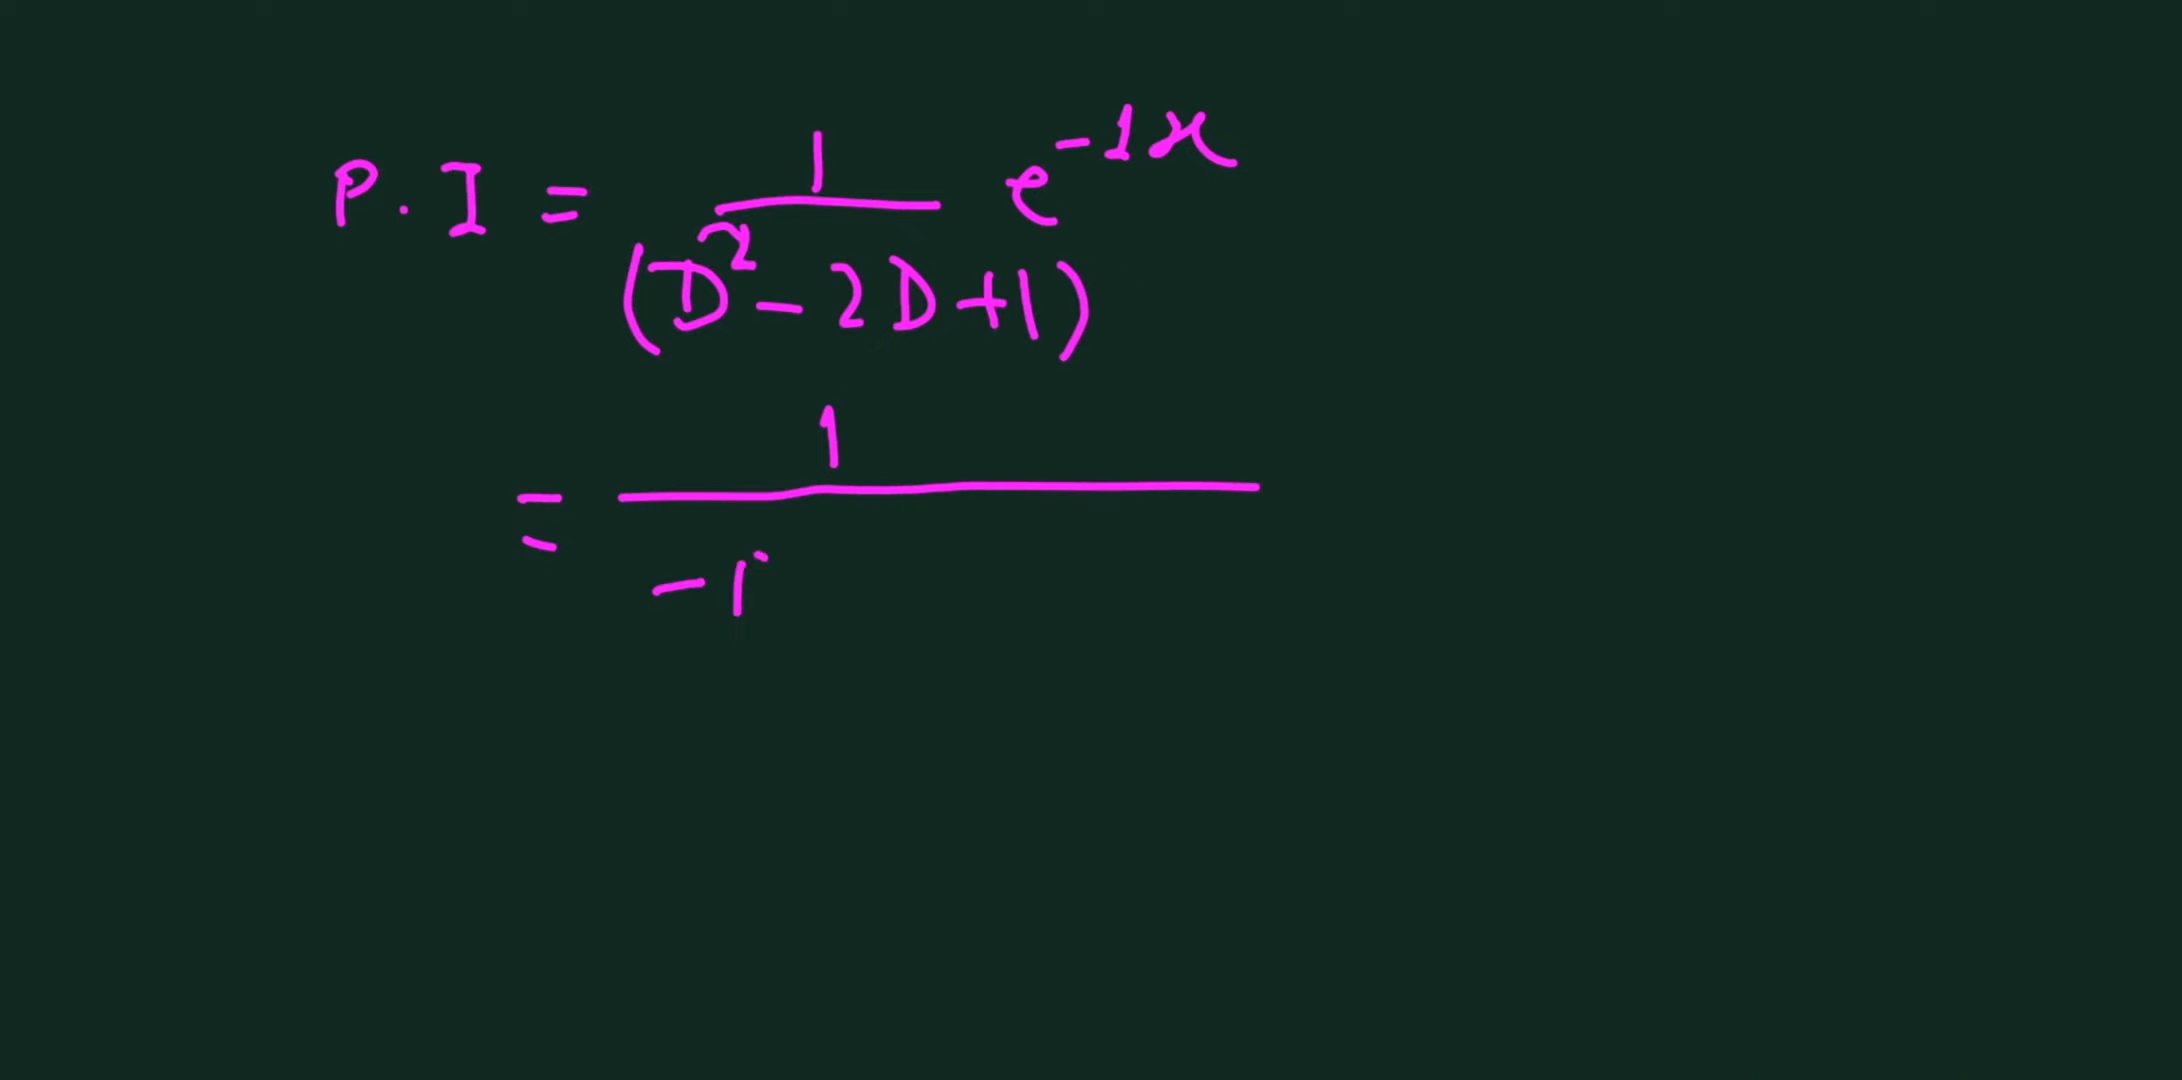 P.I = 1/(D² - 2D + 1) e^{-1x}
= 1/-1